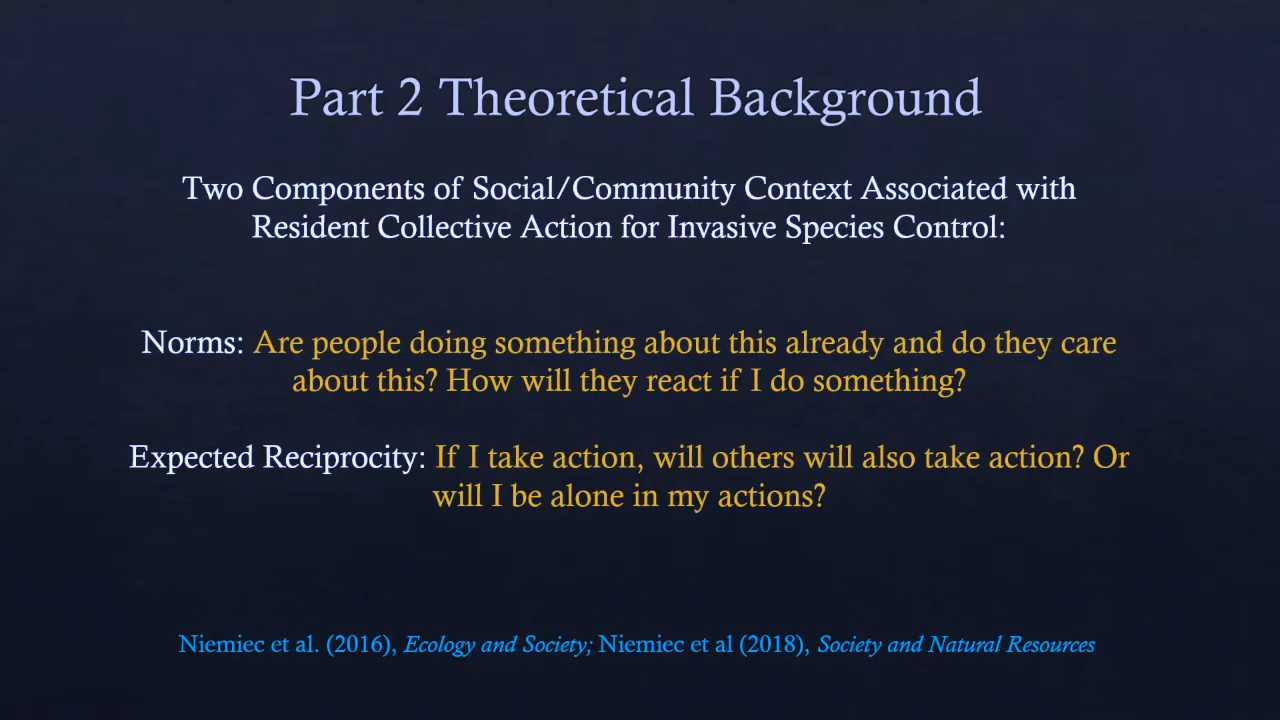 Part 2 Theoretical Background
Two Components of Social/Community Context Associated with
Resident Collective Action for Invasive Species Control:
Norms: Are people doing something about this already and do they care
about this? How will they react if I do something?
Expected Reciprocity: If I take action, will others will also take action? Or
will I be alone in my actions?
Niemiec et al. (2016), Ecology and Society; Niemiec et al (2018), Society and Natural Resources